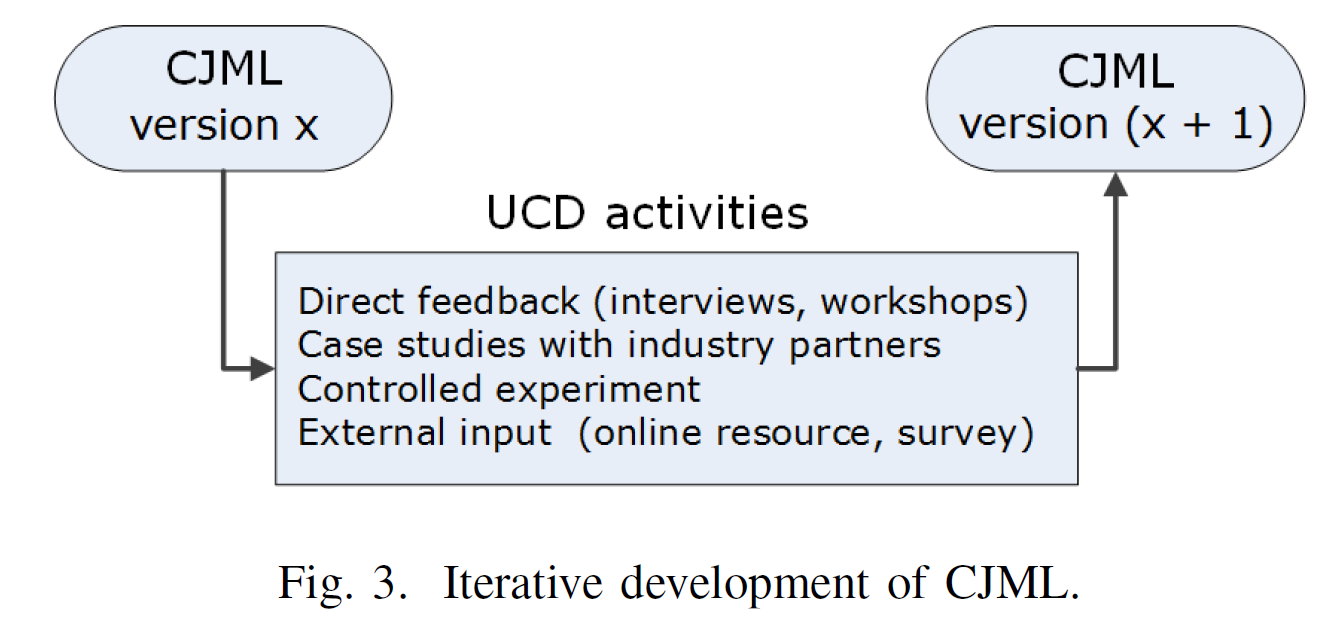 CJML
version x
CJML
version (x + 1)
UCD activities
Direct feedback (interviews, workshops)
Case studies with industry partners
Controlled experiment
External input (online resource, survey)
Fig. 3. Iterative development of CJML.